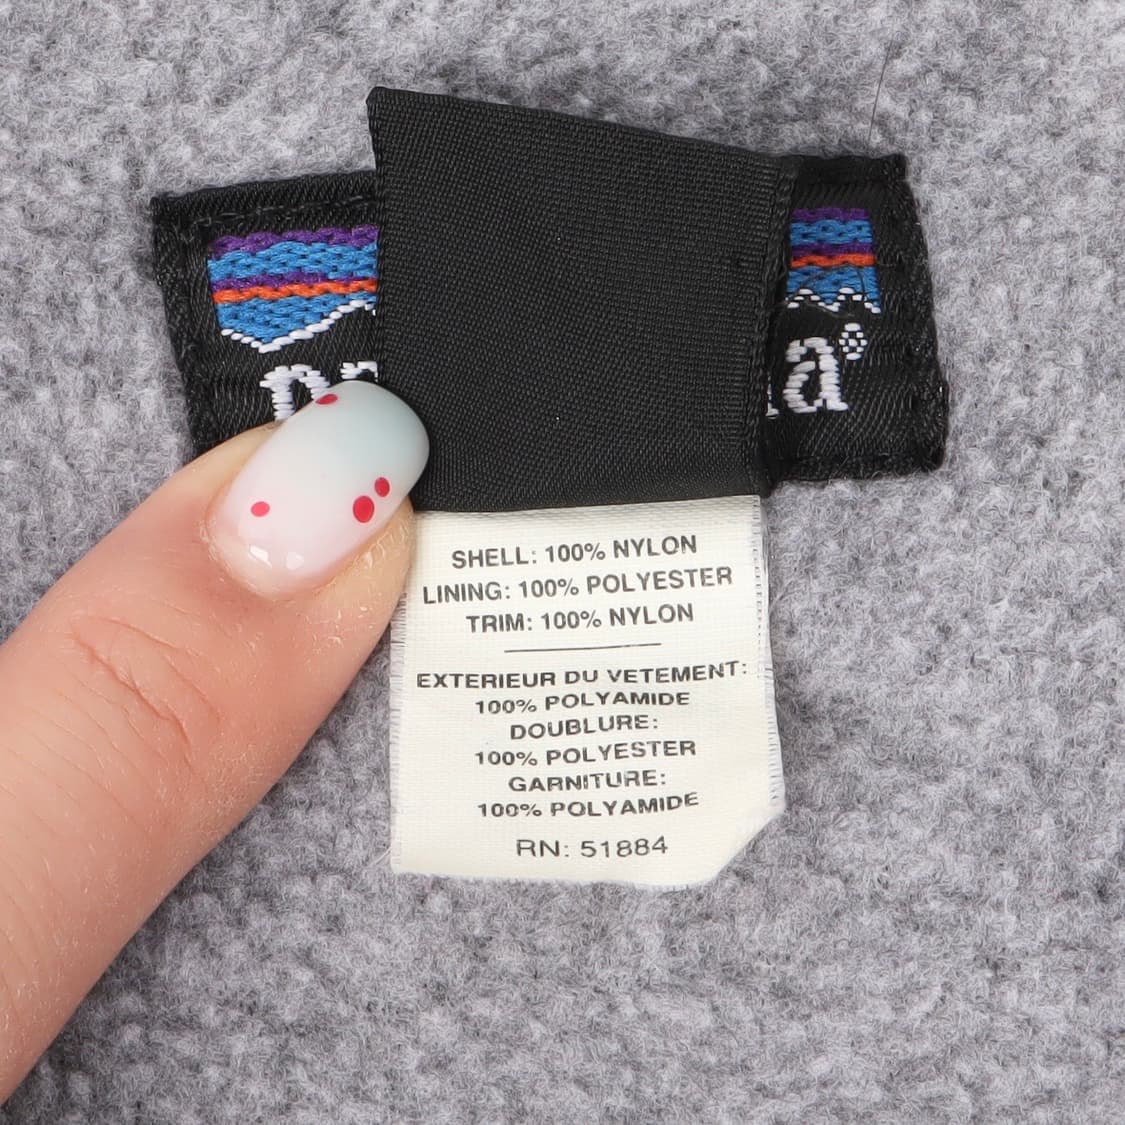 a®
SHELL: 100% NYLON
LINING: 100% POLYESTER
TRIM: 100% NYLON
EXTERIEUR DU VETEMENT:
100% POLYAMIDE
DOUBLURE:
100% POLYESTER
GARNITURE:
100% POLYAMIDE
RN: 51884